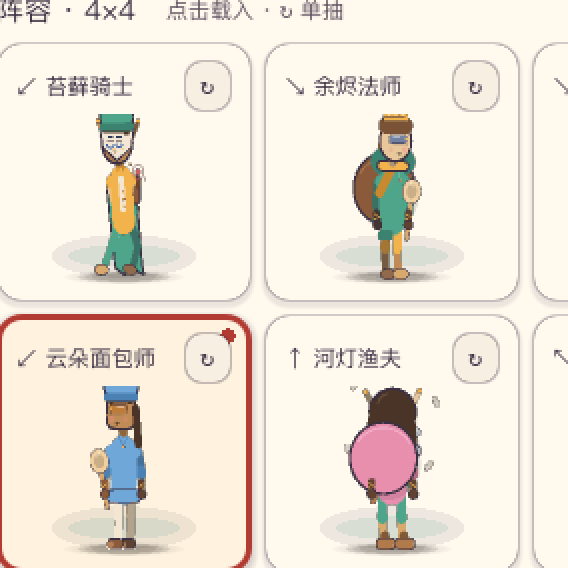 阵容 · 4×4 点击载入 · ↻ 单抽
↙ 苔藓骑士 ↻
↘ 余烬法师 ↻
↙ 云朵面包师 ↻
↑ 河灯渔夫 ↻